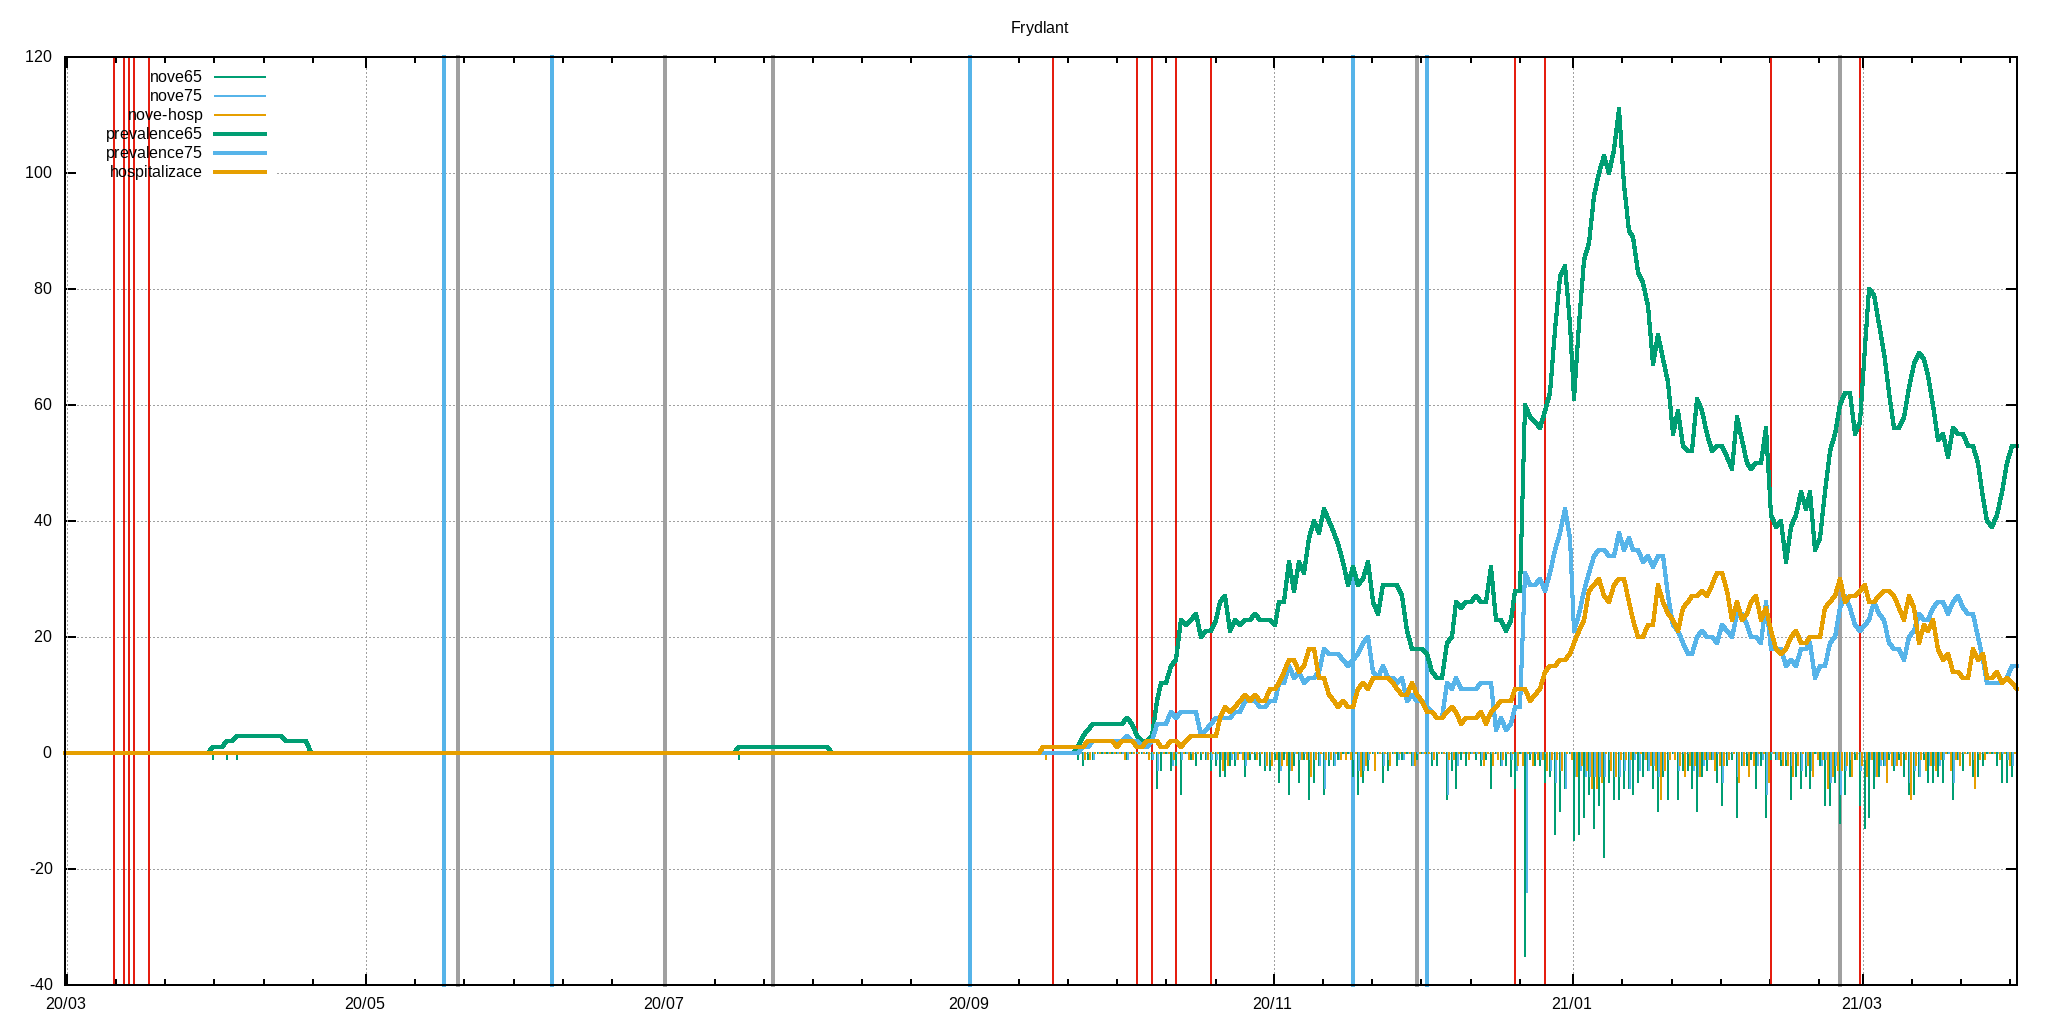 Frydlant
120
100
80
60
40
20
0
-20
-40
nove65
nove75
nove-hosp
prevalence65
prevalence75
hospitalizace
20/03 20/05 20/07 20/09 20/11 21/01 21/03